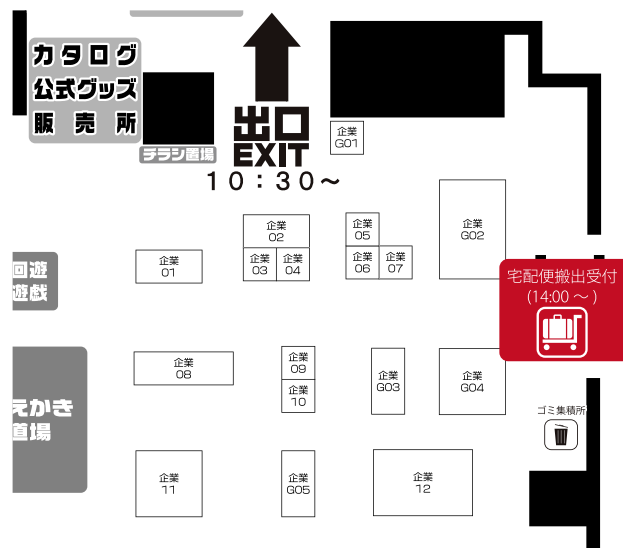 カタログ
公式グッズ
販売所
チラシ置場
出口
EXIT
10：30～
企業
G01
企業
02
企業
03
企業
04
企業
05
企業
06
企業
07
企業
G02
企業
01
回遊
遊戯
宅配便搬出受付
(14:00 ～ )
企業
08
企業
09
企業
10
企業
G03
企業
G04
えかき
道場
ゴミ集積所
企業
11
企業
G05
企業
12